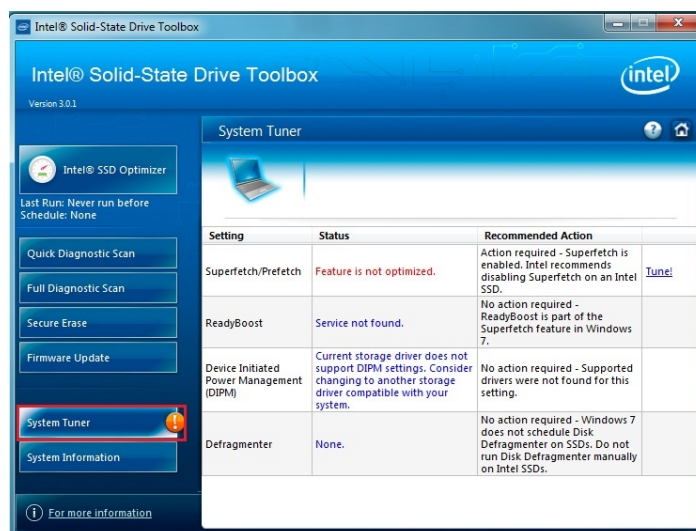 Intel® Solid-State Drive Toolbox
Intel® Solid-State Drive Toolbox
Version 3.0.1
intel
System Tuner
Intel® SSD Optimizer
Last Run: Never run before
Schedule: None
Quick Diagnostic Scan
Full Diagnostic Scan
Secure Erase
Firmware Update
System Tuner
System Information
For more information
Setting Status Recommended Action
Superfetch/Prefetch
Feature is not optimized.
Action required - Superfetch is
enabled. Intel recommends
disabling Superfetch on an Intel
SSD.
Tune!
ReadyBoost
Service not found.
No action required -
ReadyBoost is part of the
Superfetch feature in Windows
7.
Device Initiated
Power Management
(DIPM)
Current storage driver does not
support DIPM settings. Consider
changing to another storage
driver compatible with your
system.
No action required - Supported
drivers were not found for this
setting.
Defragmenter
None.
No action required - Windows 7
does not schedule Disk
Defragmenter on SSDs. Do not
run Disk Defragmenter manually
on Intel SSDs.